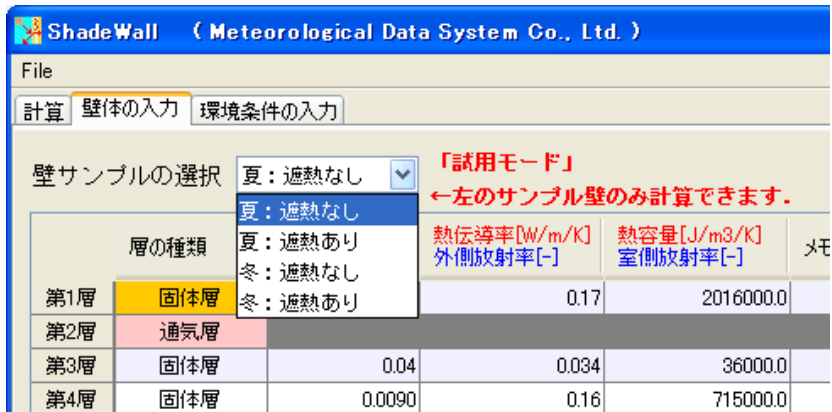 ShadeWall ( Meteorological Data System Co., Ltd. )
File
計算 壁体の入力 環境条件の入力
壁サンプルの選択 夏：遮熱なし 「試用モード」
←左のサンプル壁のみ計算できます.
夏：遮熱なし
夏：遮熱あり
冬：遮熱なし
冬：遮熱あり
層の種類 熱伝導率[W/m/K] 熱容量[J/m3/K]
外側放射率[-] 室側放射率[-]
第1層 固体層 0.17 2016000.0
第2層 通気層
第3層 固体層 0.04 0.034 36000.0
第4層 固体層 0.0090 0.16 715000.0